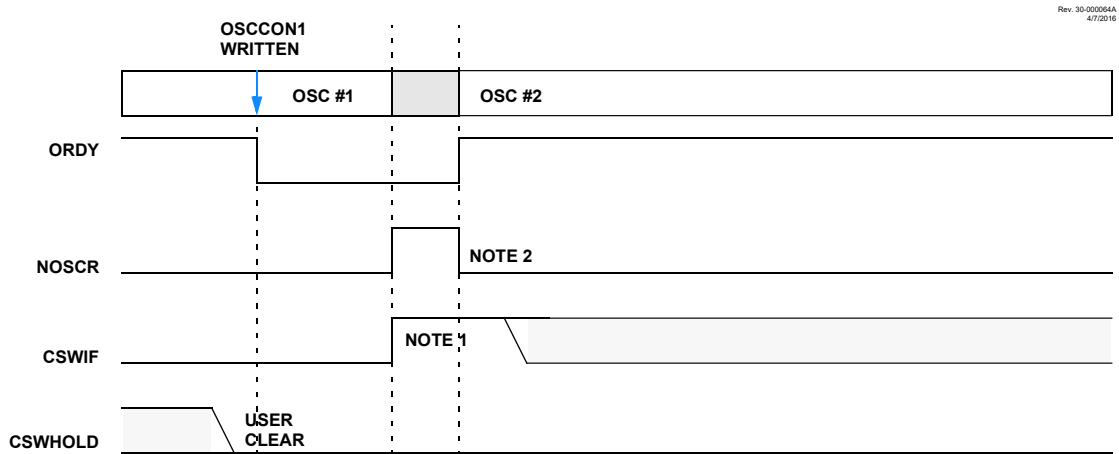 Rev. 30-000064A
4/7/2016
OSCCON1
WRITTEN
OSC #1
OSC #2
ORDY
NOSCR
NOTE 2
CSWIF
NOTE 1
CSWHOLD
USER
CLEAR